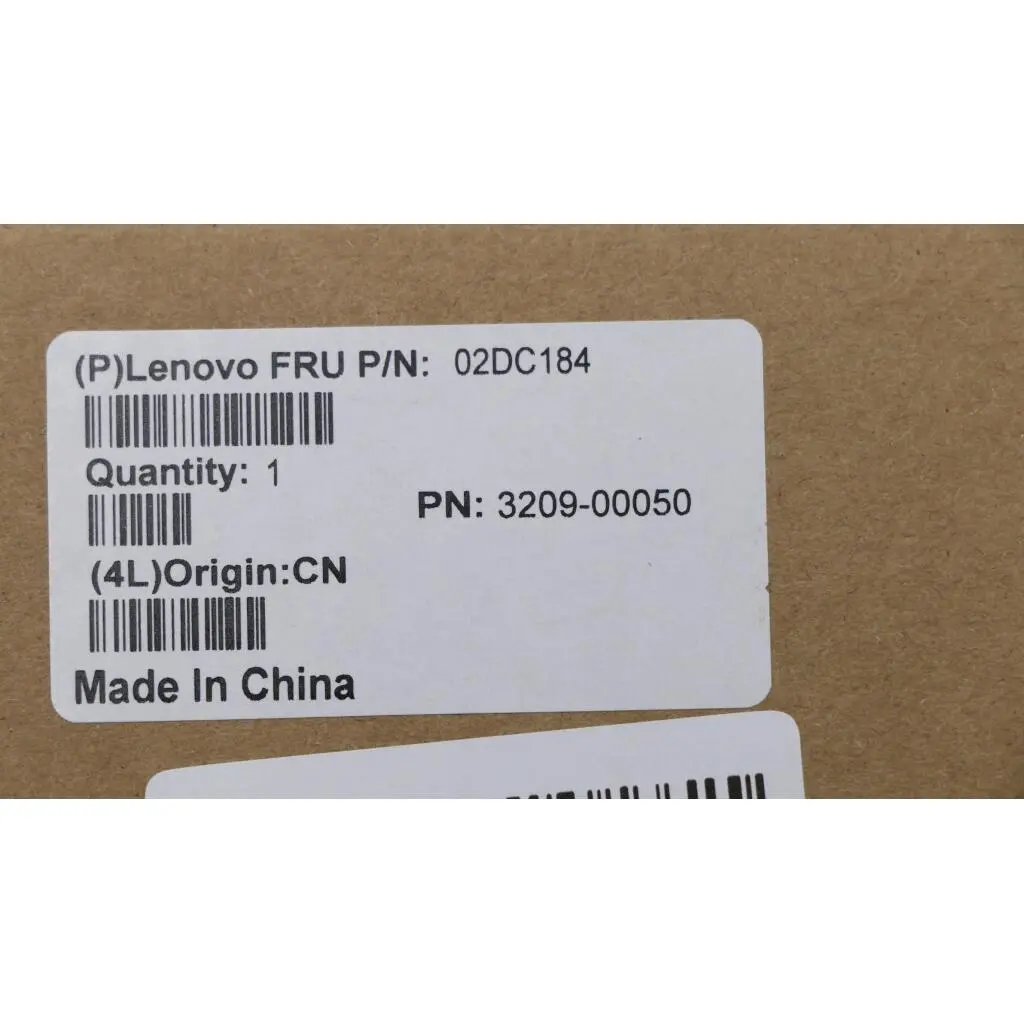 (P)Lenovo FRU P/N: 02DC184
Quantity: 1
PN: 3209-00050
(4L)Origin:CN
Made In China